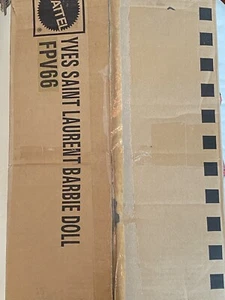 MATTEL
YVES SAINT LAURENT BARBIE DOLL
FPV66